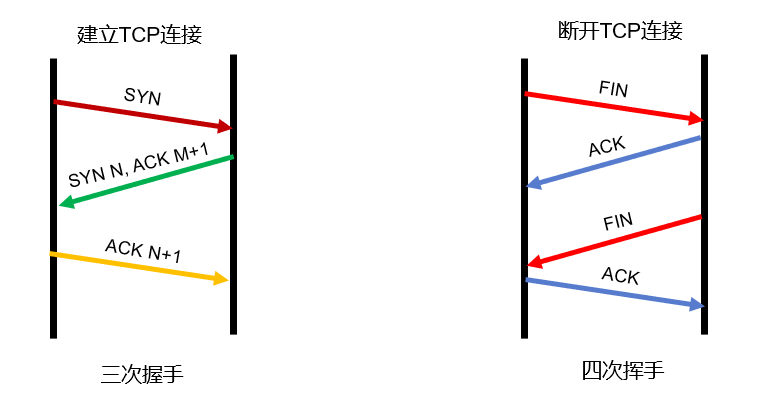 建立TCP连接
SYN
SYN N, ACK M+1
ACK N+1
三次握手
断开TCP连接
FIN
ACK
FIN
ACK
四次挥手